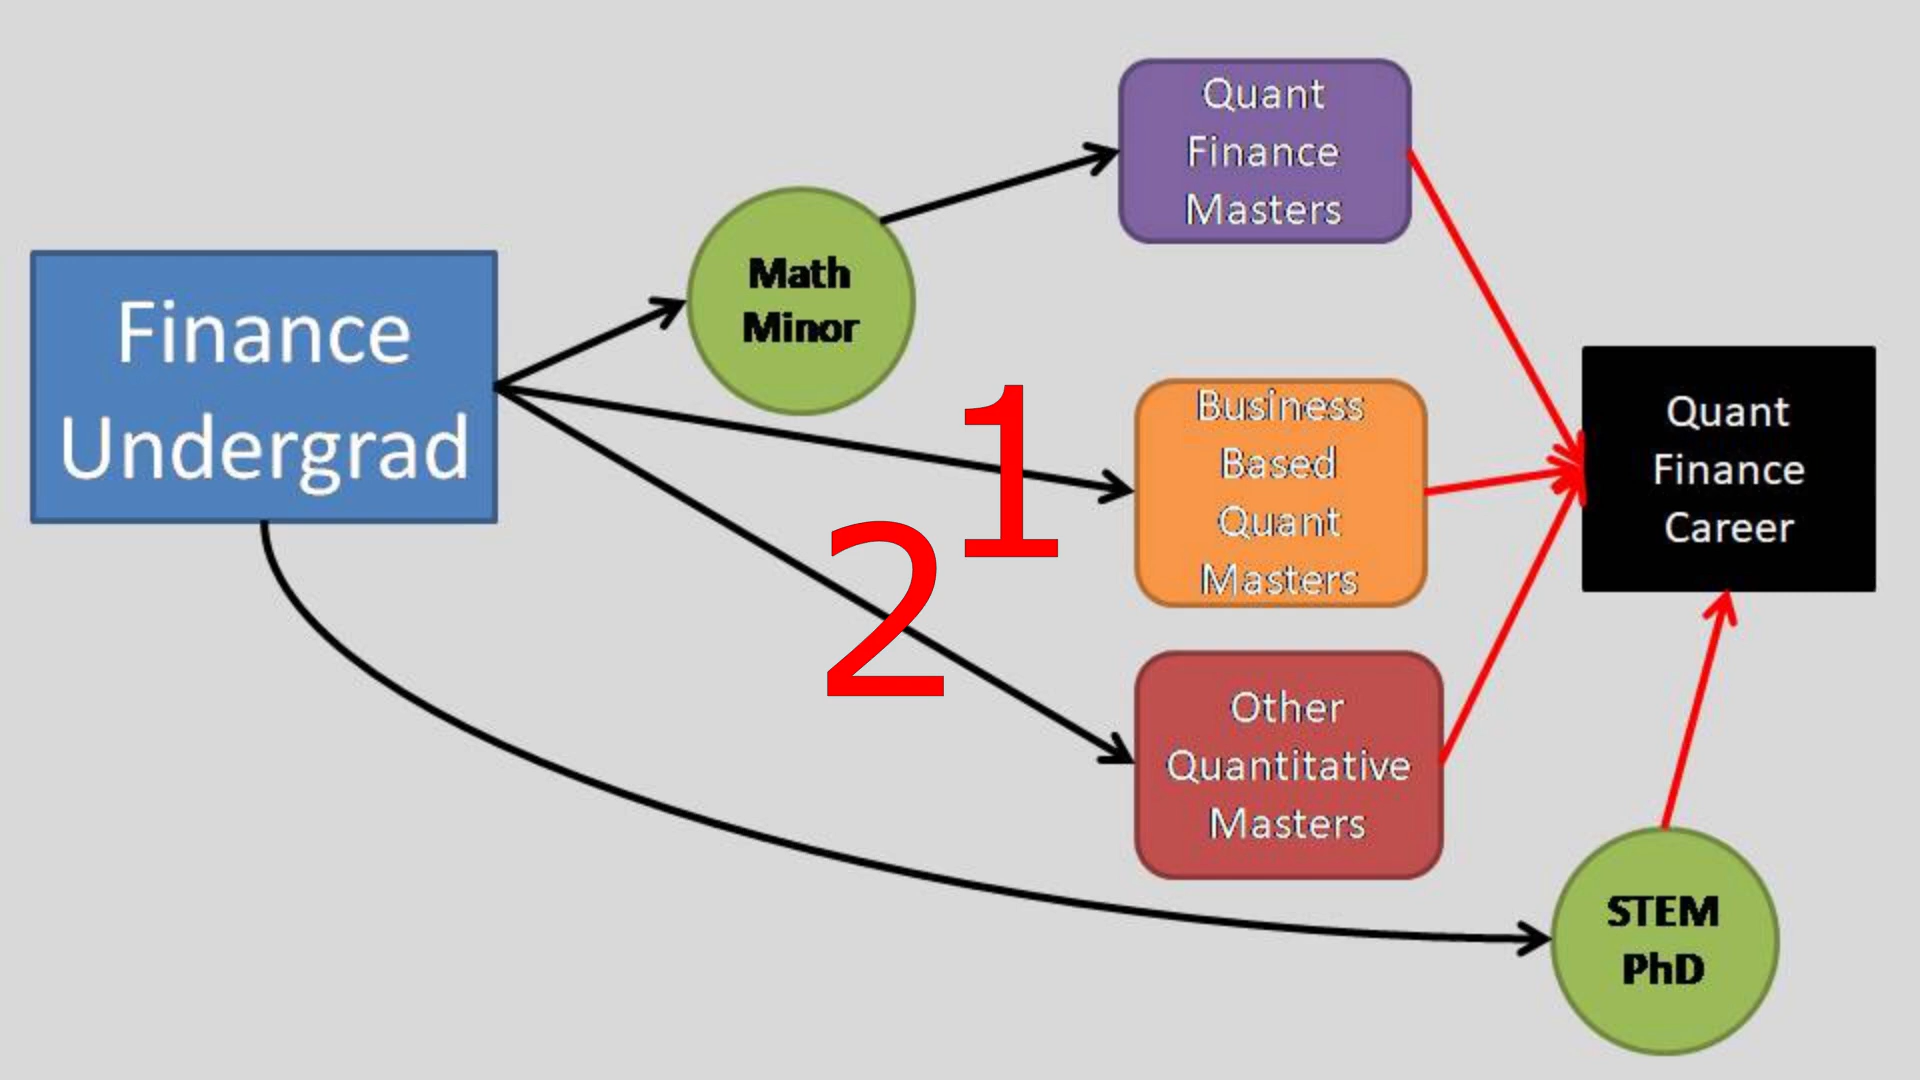 Finance
Undergrad
Math
Minor
Quant
Finance
Masters
1
Business
Based
Quant
Masters
2
Other
Quantitative
Masters
Quant
Finance
Career
STEM
PhD